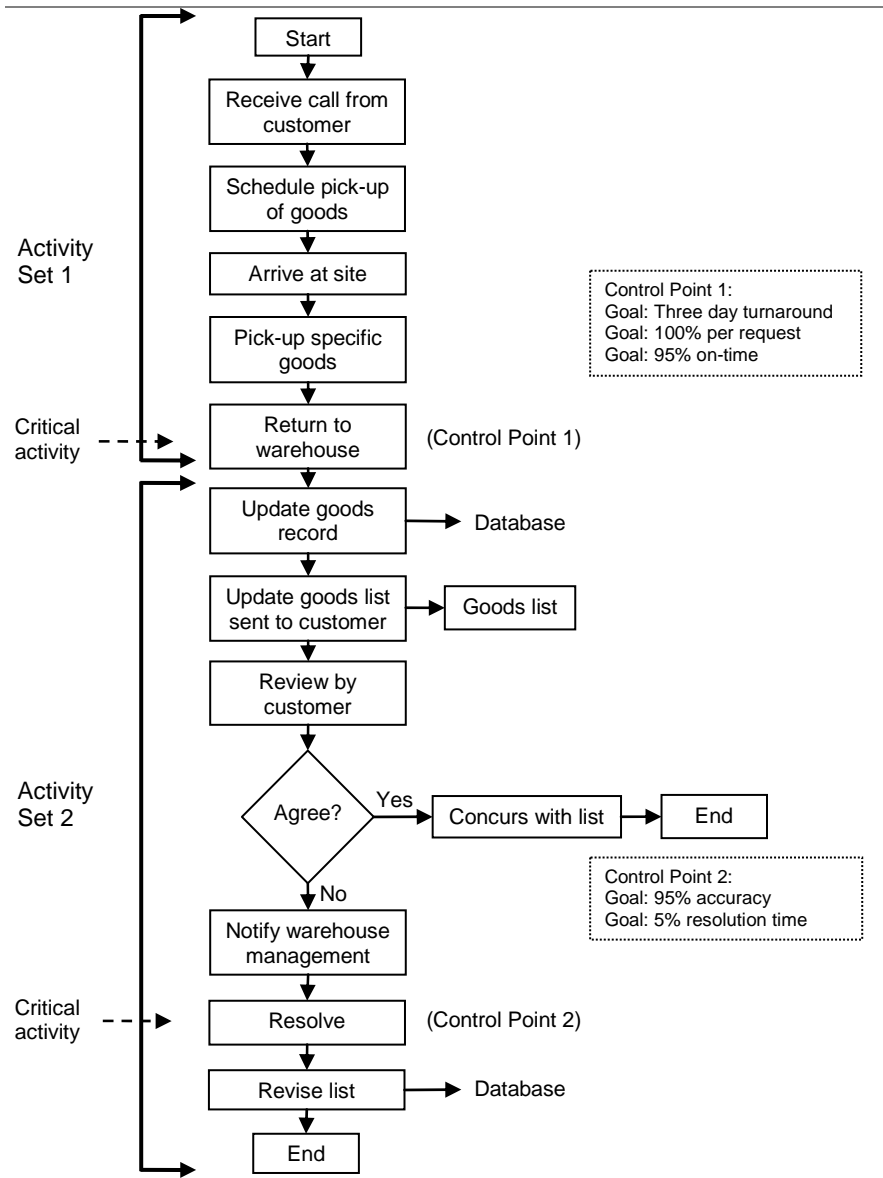 Start
Receive call from
customer
Schedule pick-up
of goods
Activity
Set 1
Arrive at site
Control Point 1:
Goal: Three day turnaround
Goal: 100% per request
Goal: 95% on-time
Pick-up specific
goods
Critical
activity
Return to
warehouse
(Control Point 1)
Update goods
record
Database
Update goods list
sent to customer
Goods list
Review by
customer
Activity
Set 2
Agree?
Yes
Concurs with list
End
Control Point 2:
Goal: 95% accuracy
Goal: 5% resolution time
No
Notify warehouse
management
Critical
activity
Resolve
(Control Point 2)
Revise list
Database
End